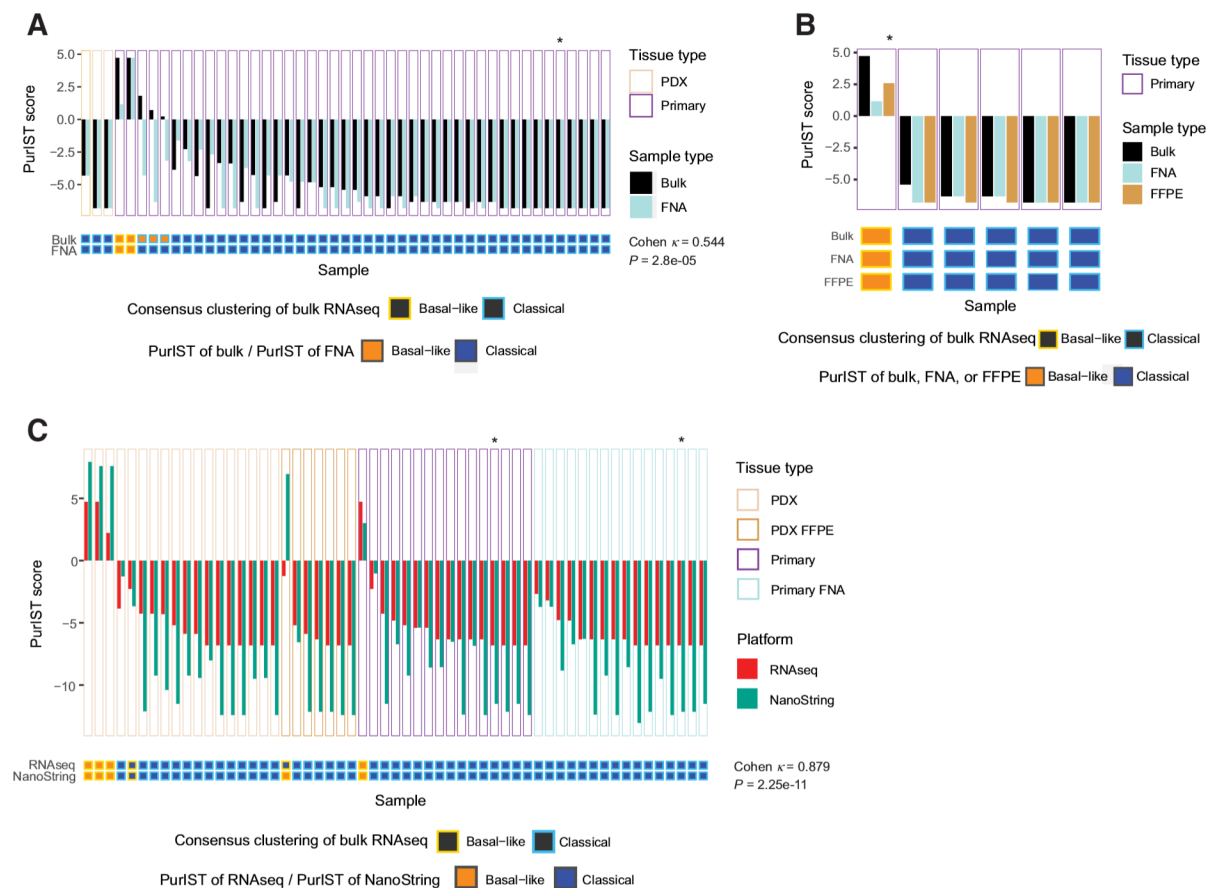 A
*
5.0
2.5
0.0
−2.5
−5.0
PurIST score
Bulk
FNA
Sample
Tissue type
PDX
Primary
Sample type
Bulk
FNA
Cohen κ = 0.544
P = 2.8e-05
Consensus clustering of bulk RNAseq Basal−like Classical
PurIST of bulk / PurIST of FNA Basal−like Classical
B
*
5.0
2.5
0.0
−2.5
−5.0
PurIST score
Bulk
FNA
FFPE
Sample
Tissue type
Primary
Sample type
Bulk
FNA
FFPE
Consensus clustering of bulk RNAseq Basal−like Classical
PurIST of bulk, FNA, or FFPE Basal−like Classical
C
* *
5
0
−5
−10
PurIST score
RNAseq
NanoString
Sample
Tissue type
PDX
PDX FFPE
Primary
Primary FNA
Platform
RNAseq
NanoString
Cohen κ = 0.879
P = 2.25e-11
Consensus clustering of bulk RNAseq Basal−like Classical
PurIST of RNAseq / PurIST of NanoString Basal−like Classical